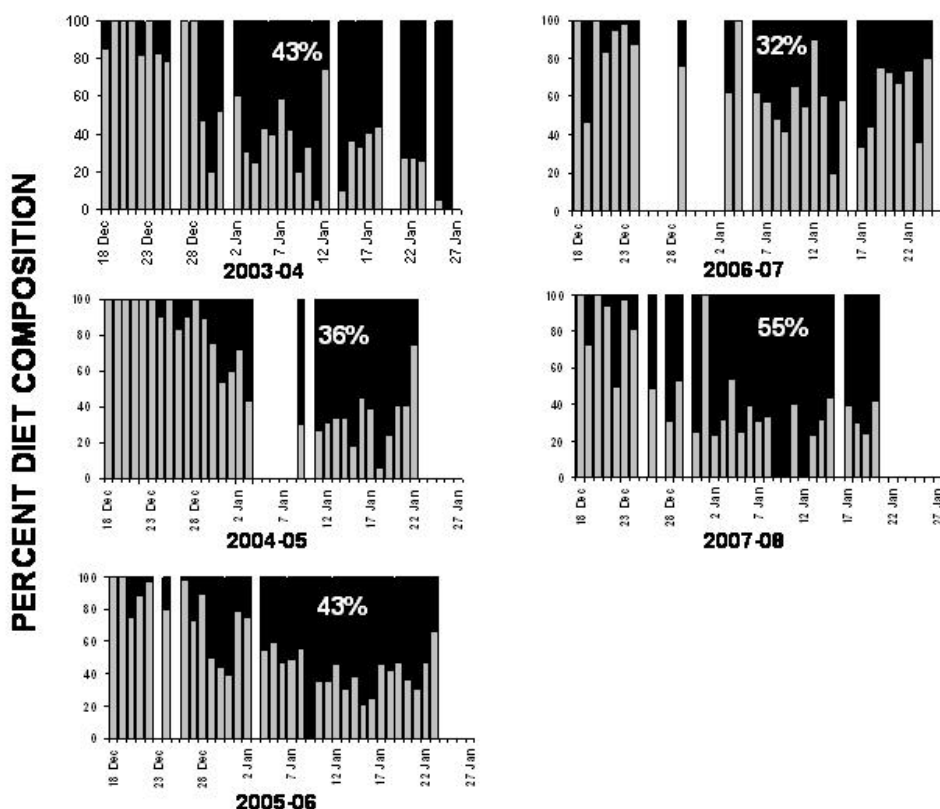 PERCENT DIET COMPOSITION
100
80
60
40
20
0
43%
18 Dec
23 Dec
28 Dec
2 Jan
7 Jan
12 Jan
17 Jan
22 Jan
27 Jan
2003-04
100
80
60
40
20
0
32%
18 Dec
23 Dec
28 Dec
2 Jan
7 Jan
12 Jan
17 Jan
22 Jan
2006-07
100
80
60
40
20
0
36%
18 Dec
23 Dec
28 Dec
2 Jan
7 Jan
12 Jan
17 Jan
22 Jan
27 Jan
2004-05
100
80
60
40
20
0
55%
18 Dec
23 Dec
28 Dec
2 Jan
7 Jan
12 Jan
17 Jan
22 Jan
27 Jan
2007-08
100
80
60
40
20
0
43%
18 Dec
23 Dec
28 Dec
2 Jan
7 Jan
12 Jan
17 Jan
22 Jan
27 Jan
2005-06